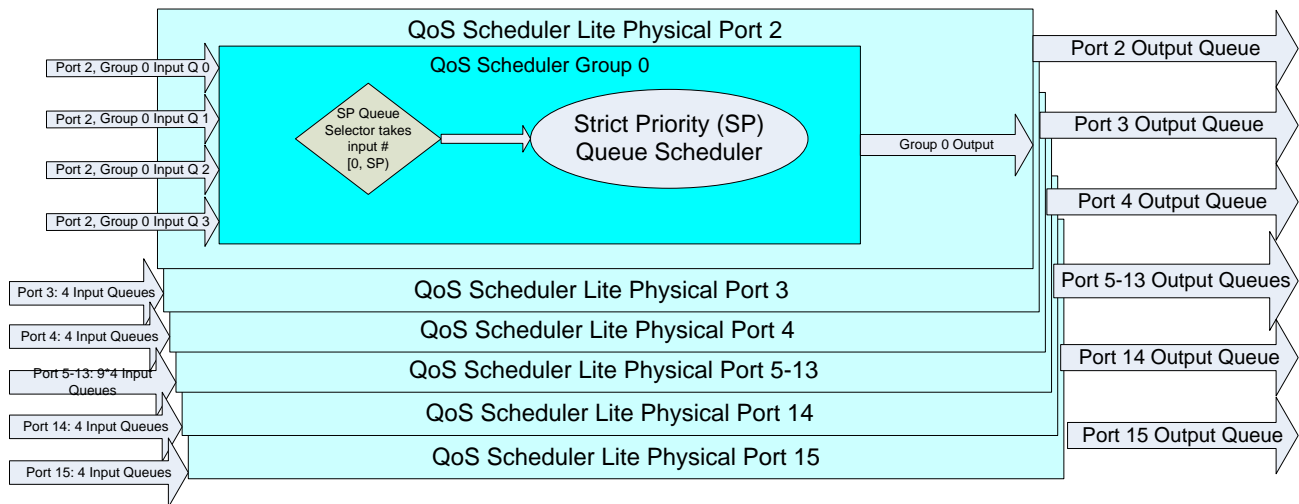 QoS Scheduler Lite Physical Port 2
QoS Scheduler Group 0
Port 2, Group 0 Input Q 0
Port 2, Group 0 Input Q 1
Port 2, Group 0 Input Q 2
Port 2, Group 0 Input Q 3
SP Queue
Selector takes
input #
[0, SP)
Strict Priority (SP)
Queue Scheduler
Group 0 Output
Port 2 Output Queue
Port 3 Output Queue
Port 4 Output Queue
Port 5-13 Output Queues
Port 14 Output Queue
Port 15 Output Queue
Port 3: 4 Input Queues
QoS Scheduler Lite Physical Port 3
Port 4: 4 Input Queues
QoS Scheduler Lite Physical Port 4
Port 5-13: 9*4 Input
Queues
QoS Scheduler Lite Physical Port 5-13
Port 14: 4 Input Queues
QoS Scheduler Lite Physical Port 14
Port 15: 4 Input Queues
QoS Scheduler Lite Physical Port 15